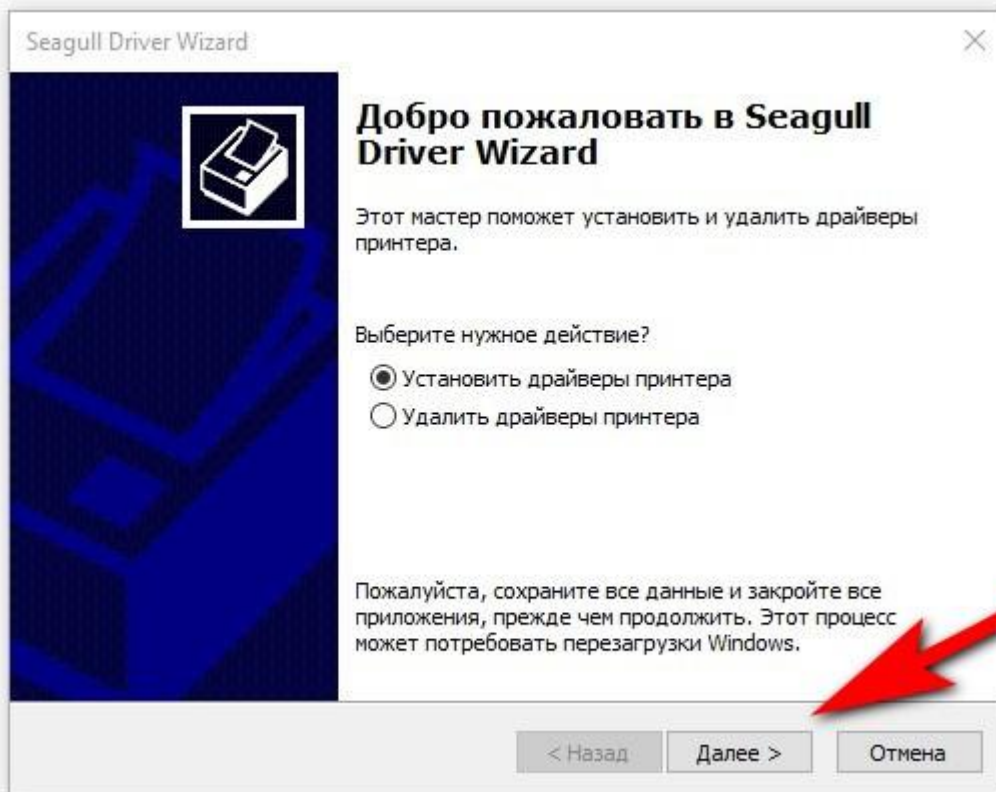 Seagull Driver Wizard
Добро пожаловать в Seagull
Driver Wizard
Этот мастер поможет установить и удалить драйверы
принтера.
Выберите нужное действие?
Установить драйверы принтера
Удалить драйверы принтера
Пожалуйста, сохраните все данные и закройте все
приложения, прежде чем продолжить. Этот процесс
может потребовать перезагрузки Windows.
< Назад Далее > Отмена